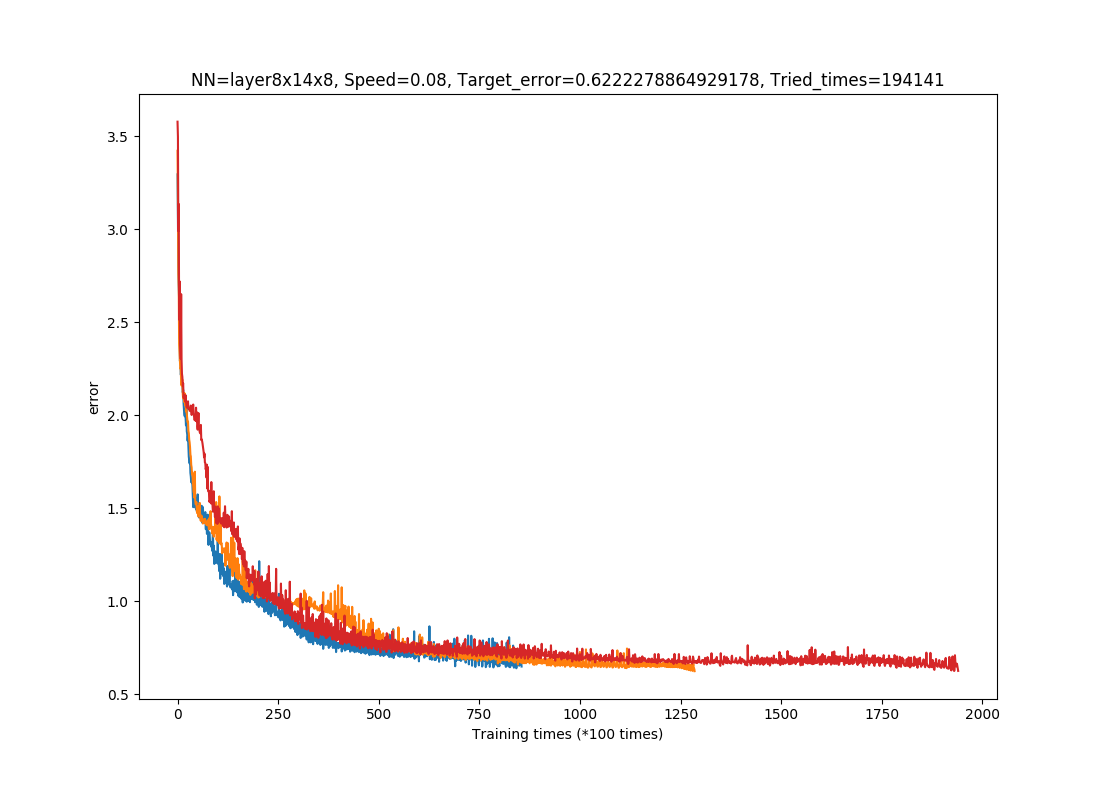 NN=layer8x14x8, Speed=0.08, Target_error=0.6222278864929178, Tried_times=194141
3.5
3.0
2.5
2.0
1.5
1.0
0.5
error
0 250 500 750 1000 1250 1500 1750 2000
Training times (*100 times)